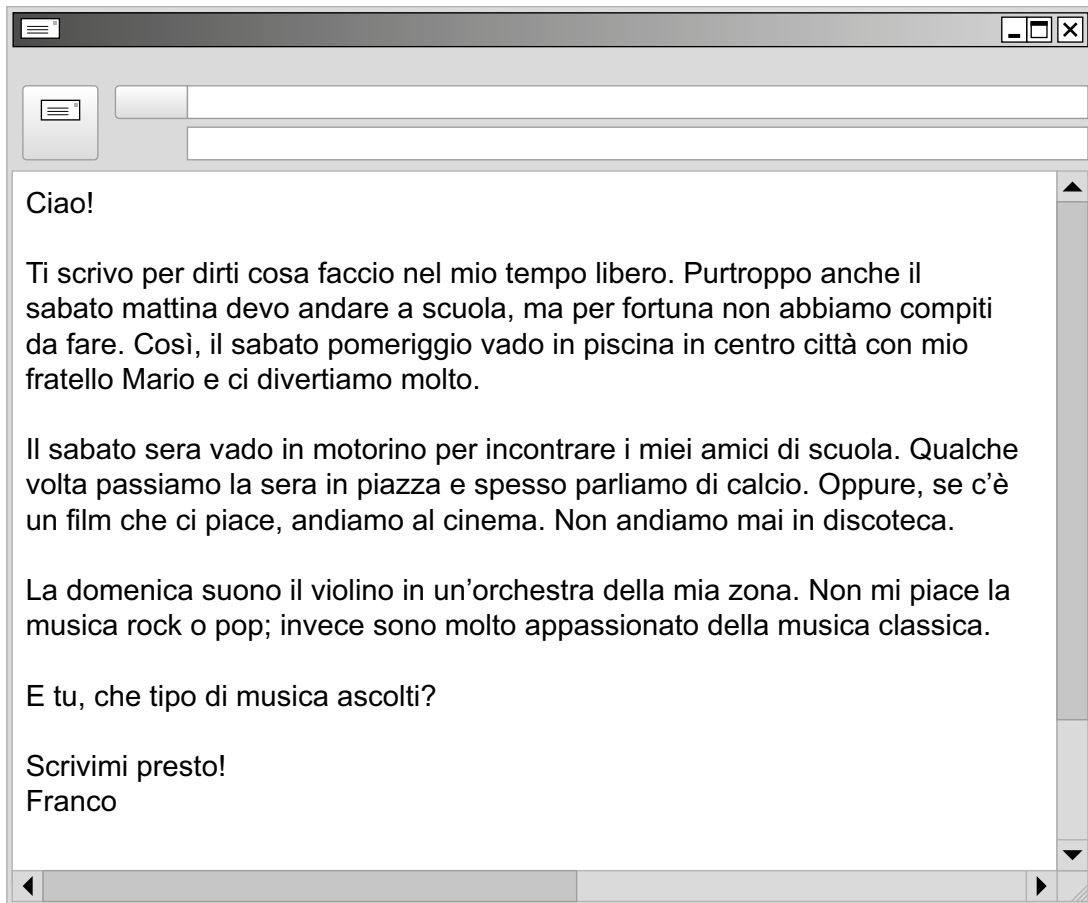 Ciao!
Ti scrivo per dirti cosa faccio nel mio tempo libero. Purtroppo anche il
sabato mattina devo andare a scuola, ma per fortuna non abbiamo compiti
da fare. Così, il sabato pomeriggio vado in piscina in centro città con mio
fratello Mario e ci divertiamo molto.
Il sabato sera vado in motorino per incontrare i miei amici di scuola. Qualche
volta passiamo la sera in piazza e spesso parliamo di calcio. Oppure, se c’è
un film che ci piace, andiamo al cinema. Non andiamo mai in discoteca.
La domenica suono il violino in un’orchestra della mia zona. Non mi piace la
musica rock o pop; invece sono molto appassionato della musica classica.
E tu, che tipo di musica ascolti?
Scrivimi presto!
Franco